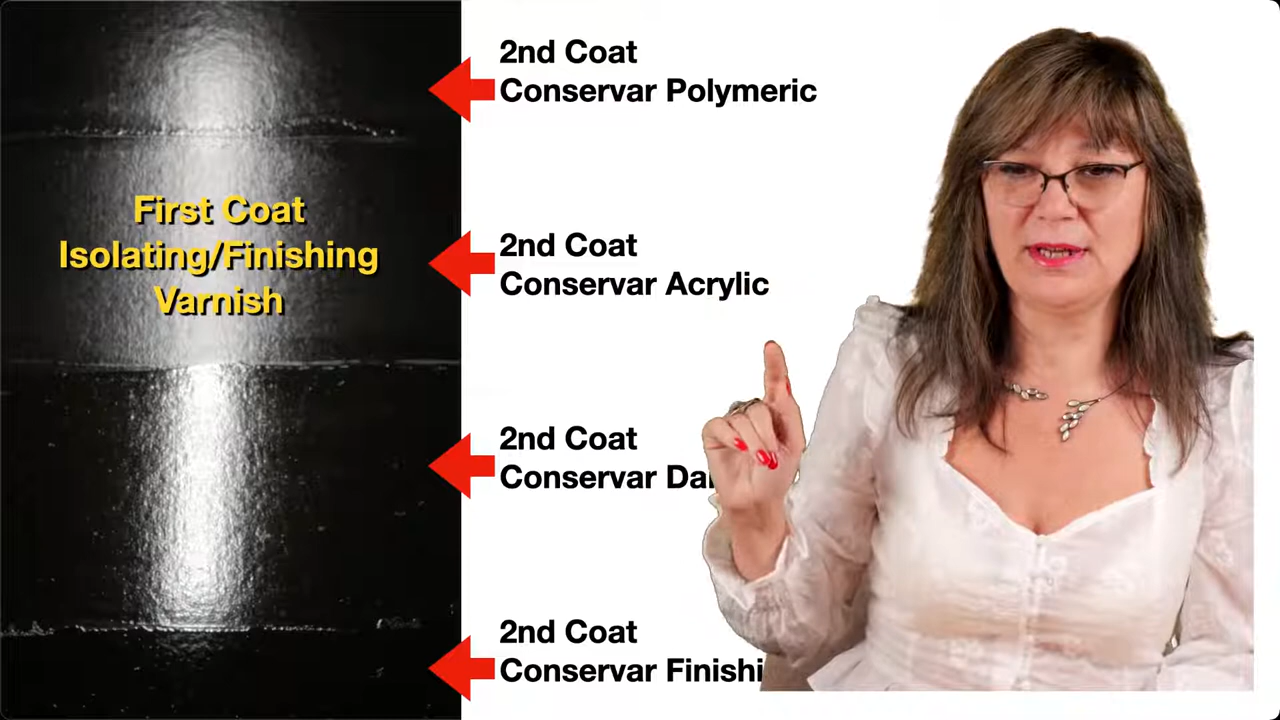 2nd Coat
Conservar Polymeric
First Coat
Isolating/Finishing
Varnish
2nd Coat
Conservar Acrylic
2nd Coat
Conservar
2nd Coat
Conservar